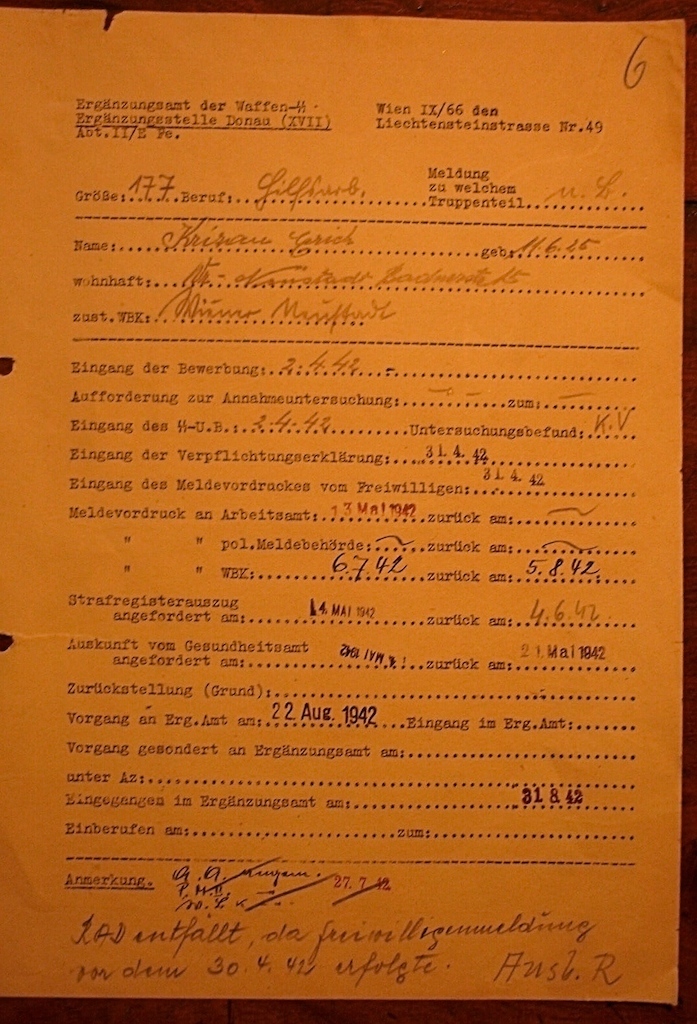 6
Ergänzungsamt der Waffen-SS- Wien IX/66 den
Ergänzungsstelle Donau (XVII) Liechtensteinstrasse Nr.49
Abt.II/E Fe.
Meldung
zu welchem
Größe: 177 Beruf: Hilfsarb. Truppenteil
Name: Krizan Erich geb: 11.6.25
wohnhaft: Wr.-Neustadt
zust.WBK: Wiener Neustadt
Eingang der Bewerbung: 2.4.42 -
Aufforderung zur Annahmeuntersuchung: — zum: —
Eingang des SS-U.B.: 2.4.42 Untersuchungsbefund: K.V
Eingang der Verpflichtungserklärung: 31.4.42
Eingang des Meldevordruckes vom Freiwilligen: 31.4.42
Meldevordruck an Arbeitsamt: 13 Mai 1942 zurück am: —
" " pol.Meldebehörde: ~ zurück am: ~
" " WBK: 6.7.42 zurück am: 5.8.42
Strafregisterauszug
angefordert am: 14. MAI 1942 zurück am: 4.6.42.
Auskunft vom Gesundheitsamt
angefordert am: zurück am: 21 Mai 1942
Zurückstellung (Grund):
Vorgang an Erg.Amt am: 22 Aug. 1942 Eingang im Erg.Amt:
Vorgang gesondert an Ergänzungsamt am:
unter Az:
Eingegangen im Ergänzungsamt am: 31 8 42
Einberufen am: zum:
Anmerkung. 27.7.42
RAD entfällt, da Freiwilligenmeldung
vor dem 30.4.42 erfolgte. Ausb. R